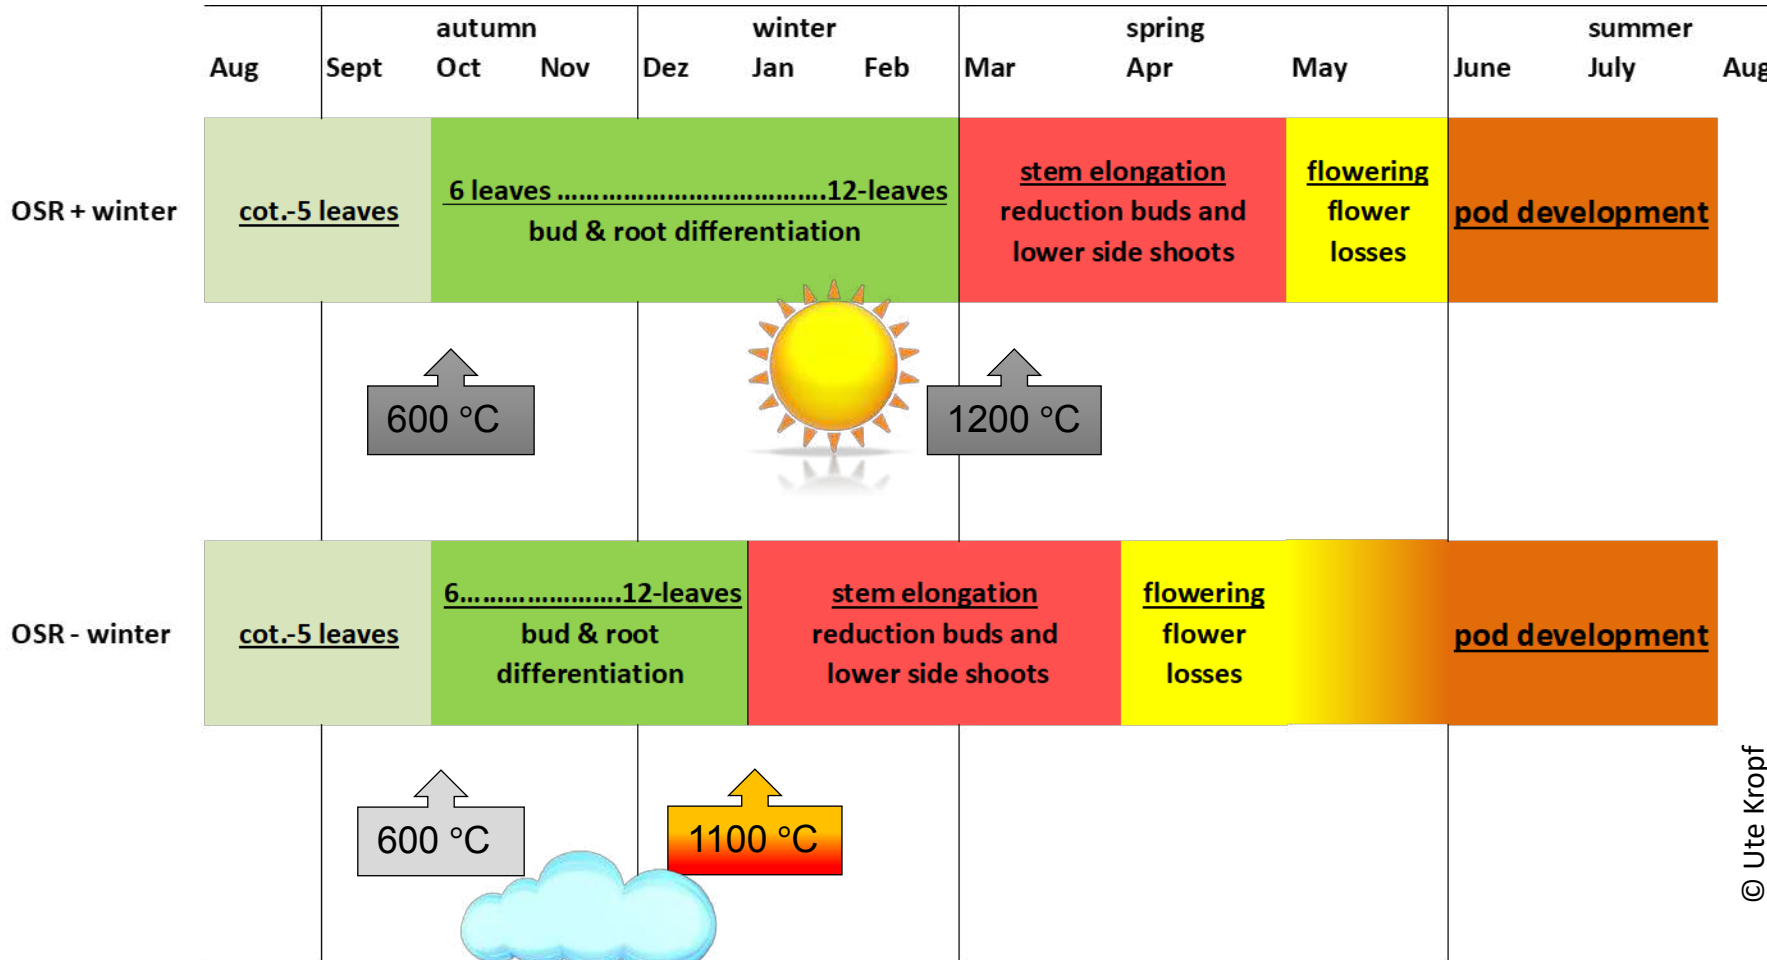 autumn winter spring summer
Aug Sept Oct Nov Dez Jan Feb Mar Apr May June July Aug
OSR + winter
cot.-5 leaves
6 leaves ………………………………….12-leaves
bud & root differentiation
stem elongation
reduction buds and
lower side shoots
flowering
flower
losses
pod development
600 °C
1200 °C
OSR - winter
cot.-5 leaves
6…………………….12-leaves
bud & root
differentiation
stem elongation
reduction buds and
lower side shoots
flowering
flower
losses
pod development
600 °C
1100 °C
© Ute Kropf